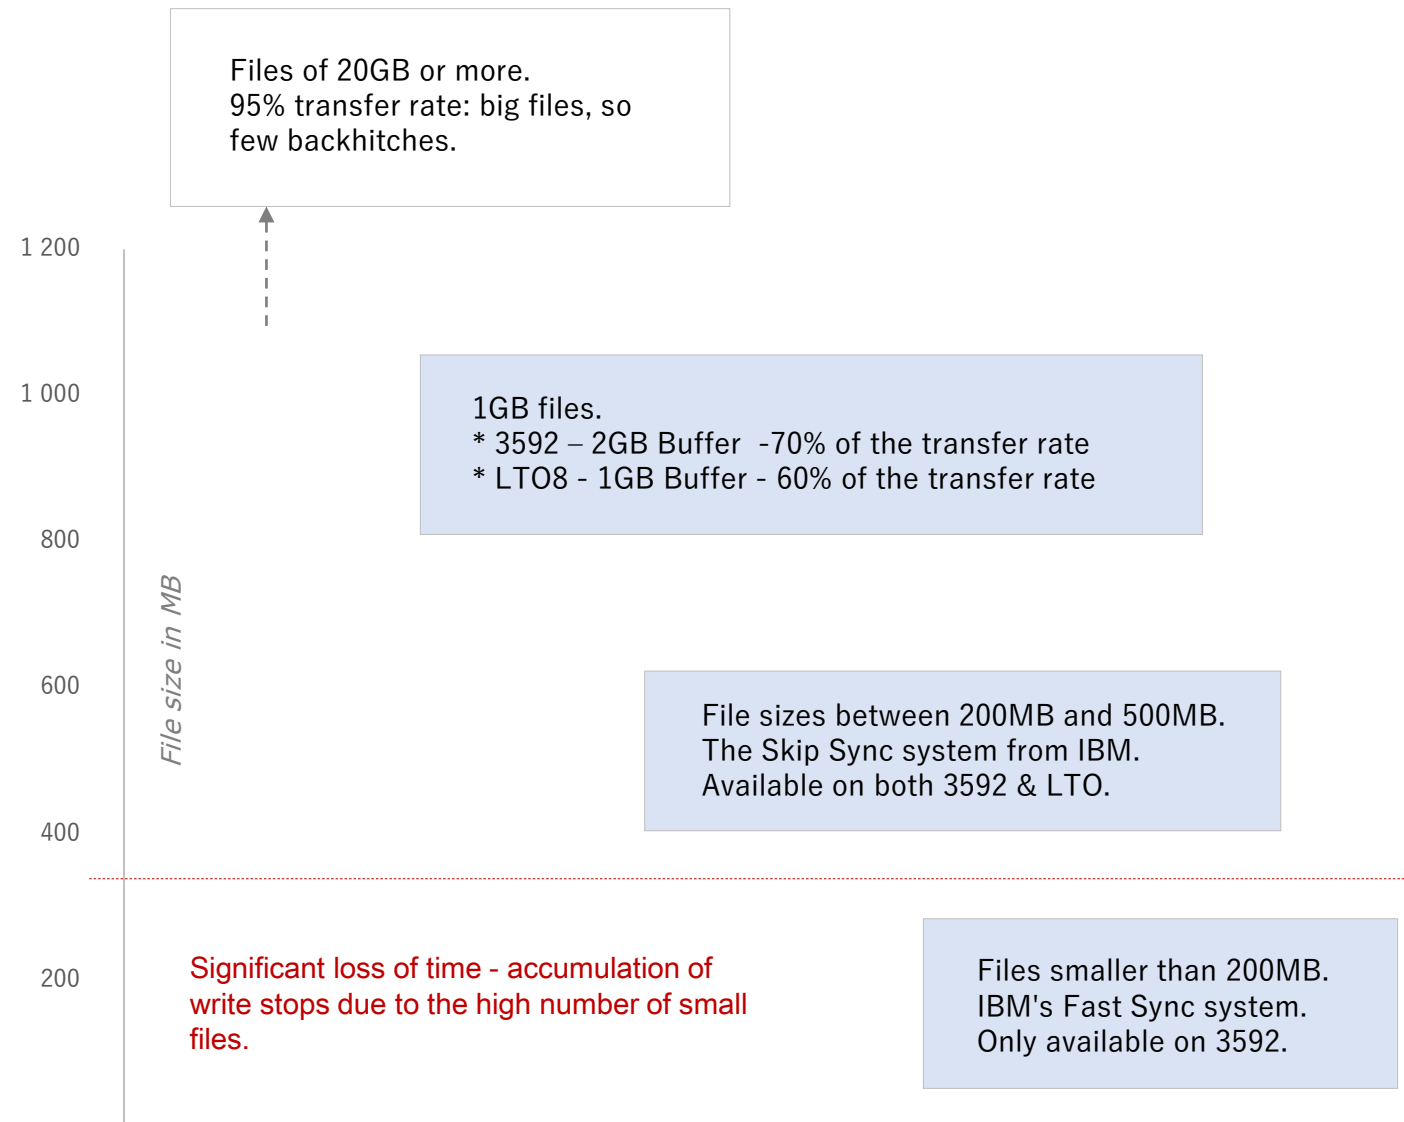 Files of 20GB or more.
95% transfer rate: big files, so
few backhitches.
1 200
1 000
1GB files.
* 3592 – 2GB Buffer  -70% of the transfer rate
* LTO8 - 1GB Buffer - 60% of the transfer rate
800
File size in MB
600
File sizes between 200MB and 500MB.
The Skip Sync system from IBM.
Available on both 3592 & LTO.
400
200
Significant loss of time - accumulation of
write stops due to the high number of small
files.
Files smaller than 200MB.
IBM's Fast Sync system.
Only available on 3592.